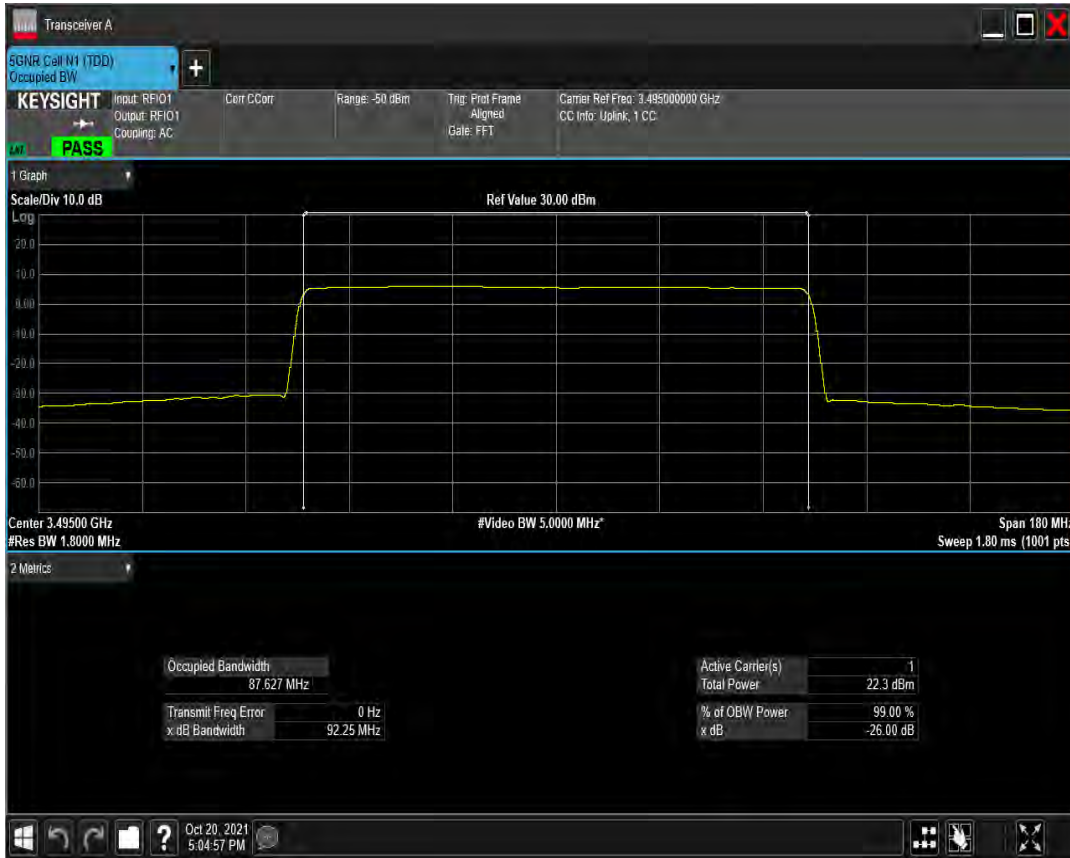 Transceiver A
5GNR Cell N1 (TDD)
Occupied BW
+
KEYSIGHT
Input: RFIO1
Output: RFIO1
Coupling: AC
Corr CCorr
Range: -50 dBm
Trig: Prot Frame
Aligned
Gate: FFT
Carrier Ref Freq: 3.495000000 GHz
CC Info: Uplink, 1 CC
PASS
1 Graph
Scale/Div 10.0 dB
Ref Value 30.00 dBm
Log
20.0
10.0
0.00
-10.0
-20.0
-30.0
-40.0
-50.0
-60.0
Center 3.49500 GHz
#Video BW 5.0000 MHz*
Span 180 MHz
#Res BW 1.8000 MHz
Sweep 1.80 ms (1001 pts
2 Metrics
Occupied Bandwidth
87.627 MHz
Transmit Freq Error 0 Hz
x dB Bandwidth 92.25 MHz
Active Carrier(s) 1
Total Power 22.3 dBm
% of OBW Power 99.00 %
x dB -26.00 dB
?
Oct 20, 2021
5:04:57 PM